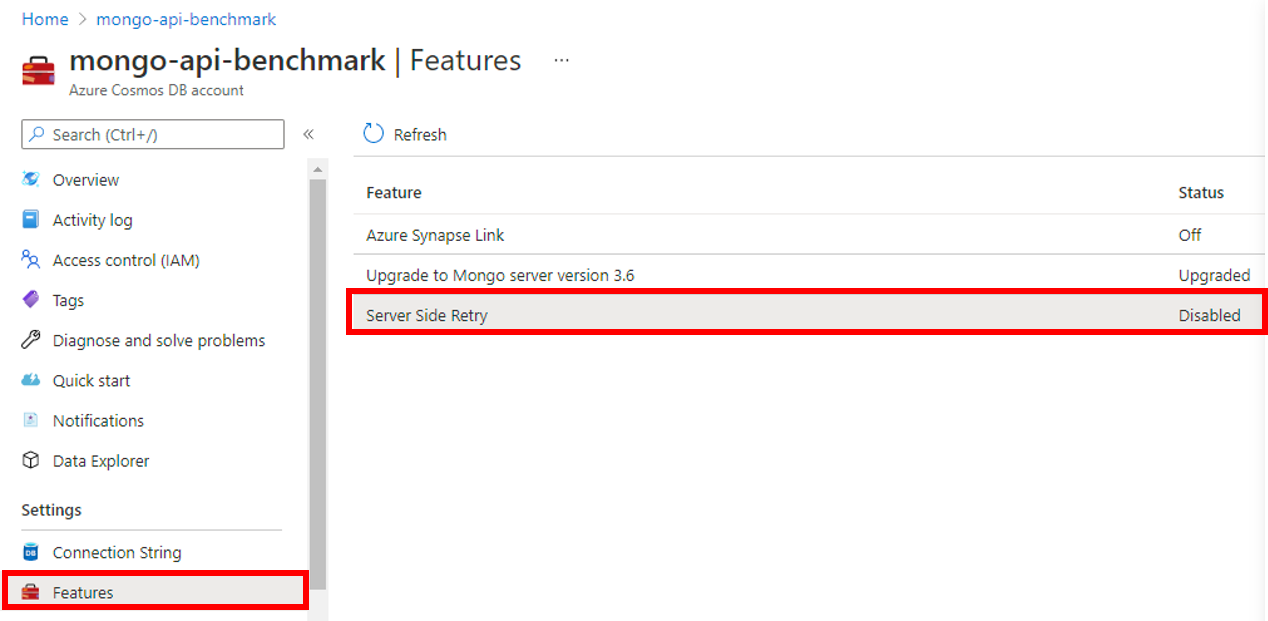 Home > mongo-api-benchmark
mongo-api-benchmark | Features ...
Azure Cosmos DB account
Search (Ctrl+/) «
Refresh
Overview
Activity log
Access control (IAM)
Tags
Diagnose and solve problems
Quick start
Notifications
Data Explorer
Settings
DB Connection String
Features
Feature Status
Azure Synapse Link Off
Upgrade to Mongo server version 3.6 Upgraded
Server Side Retry Disabled